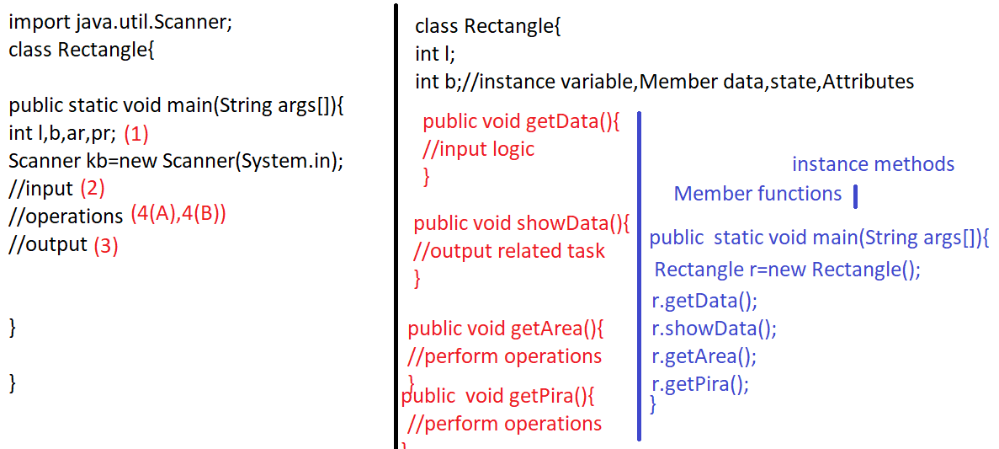 import java.util.Scanner;
class Rectangle{
public static void main(String args[]){
int l,b,ar,pr; (1)
Scanner kb=new Scanner(System.in);
//input (2)
//operations (4(A),4(B))
//output (3)
}
}
class Rectangle{
int l;
int b;//instance variable,Member data,state,Attributes
public void getData(){
//input logic
}
public void showData(){
//output related task
}
public void getArea(){
//perform operations
}
public  void getPira(){
//perform operations
}
instance methods
Member functions
public  static void main(String args[]){
Rectangle r=new Rectangle();
r.getData();
r.showData();
r.getArea();
r.getPira();
}